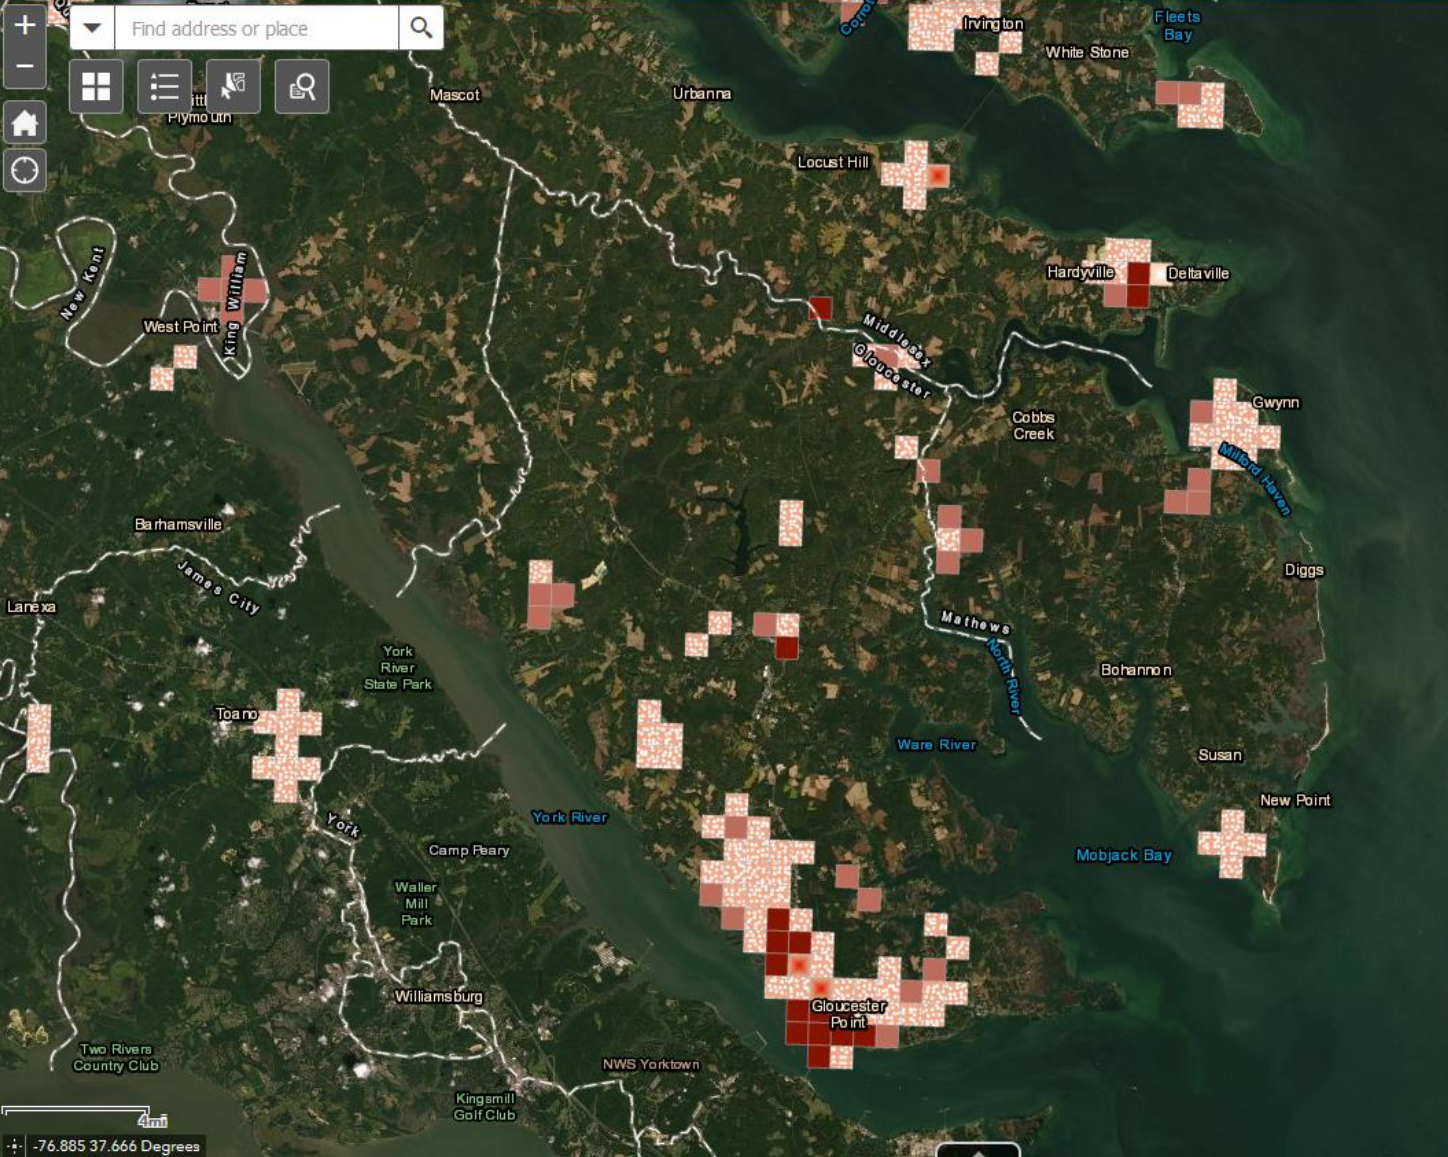 +
Find address or place
−
Irvington
Fleets
Bay
White Stone
Mascot
Urbanna
Plymouth
Locust Hill
New Kent
King William
Hardyville
Deltaville
West Point
Middlesex
Gloucester
Gwynn
Cobbs
Creek
Milford Haven
Barhamsville
James City
Diggs
Lanexa
Mathews
York
River
State Park
North River
Bohannon
Toano
Ware River
Susan
New Point
York River
York
Camp Peary
Mobjack Bay
Waller
Mill
Park
Williamsburg
Gloucester
Point
Two Rivers
Country Club
NWS Yorktown
Kingsmill
Golf Club
4mi
-76.885 37.666 Degrees